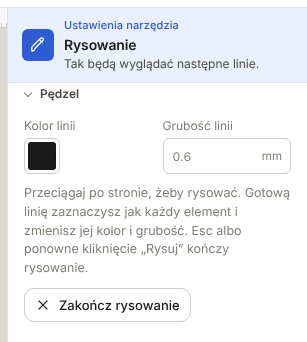 Ustawienia narzędzia
Rysowanie
Tak będą wyglądać następne linie.
Pędzel
Kolor linii
Grubość linii
0.6 mm
Przeciągaj po stronie, żeby rysować. Gotową
linię zaznaczysz jak każdy element i
zmienisz jej kolor i grubość. Esc albo
ponowne kliknięcie „Rysuj” kończy
rysowanie.
Zakończ rysowanie